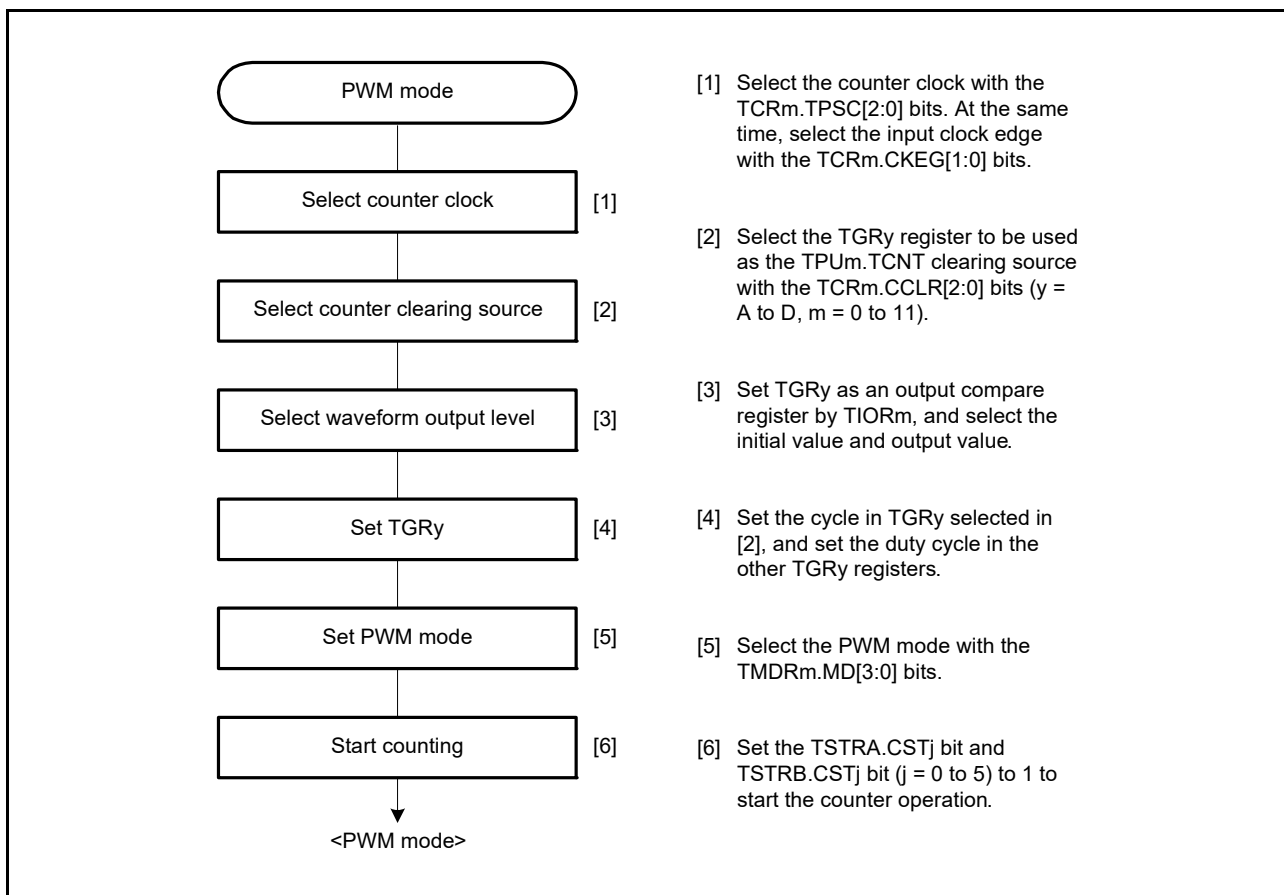 PWM mode
Select counter clock [1]
Select counter clearing source [2]
Select waveform output level [3]
Set TGRy [4]
Set PWM mode [5]
Start counting [6]
<PWM mode>
[1] Select the counter clock with the
TCRm.TPSC[2:0] bits. At the same
time, select the input clock edge
with the TCRm.CKEG[1:0] bits.
[2] Select the TGRy register to be used
as the TPUm.TCNT clearing source
with the TCRm.CCLR[2:0] bits (y =
A to D, m = 0 to 11).
[3] Set TGRy as an output compare
register by TIORm, and select the
initial value and output value.
[4] Set the cycle in TGRy selected in
[2], and set the duty cycle in the
other TGRy registers.
[5] Select the PWM mode with the
TMDRm.MD[3:0] bits.
[6] Set the TSTRA.CSTj bit and
TSTRB.CSTj bit (j = 0 to 5) to 1 to
start the counter operation.